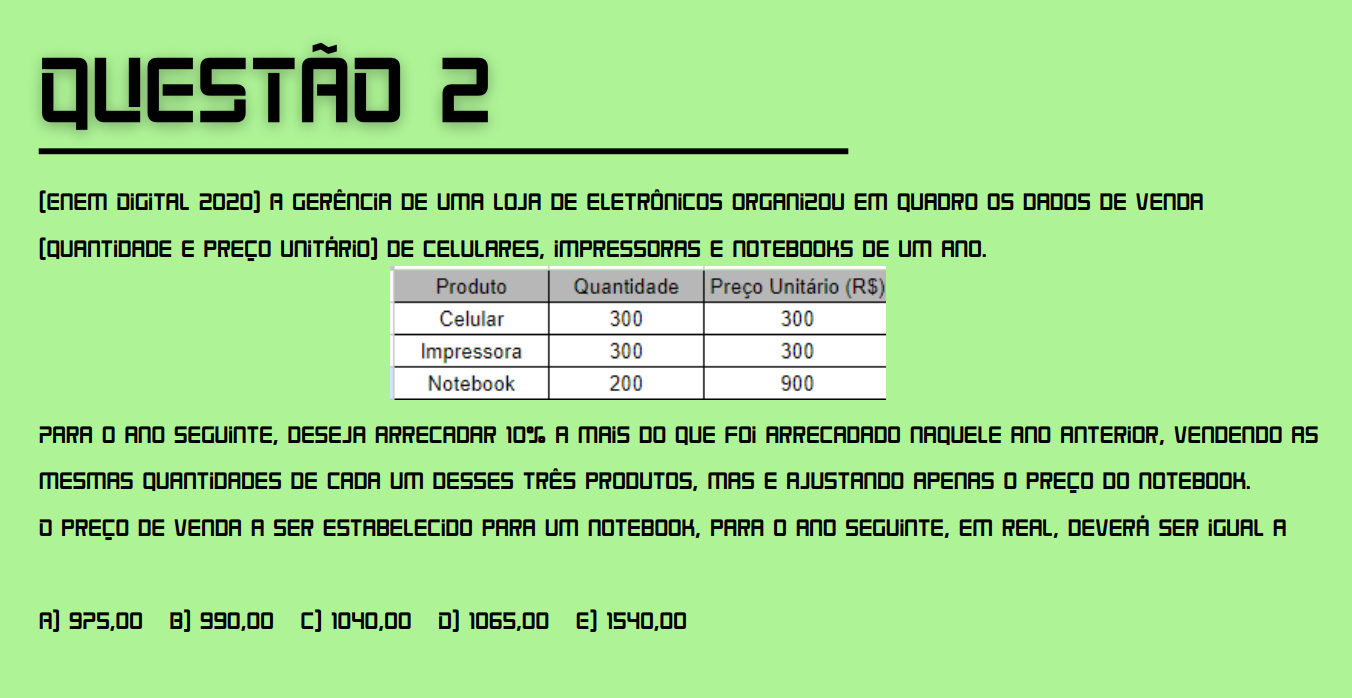 QUESTÃO 2
(ENEM DIGITAL 2020) A GERÊNCIA DE UMA LOJA DE ELETRÔNICOS ORGANIZOU EM QUADRO OS DADOS DE VENDA
(QUANTIDADE E PREÇO UNITÁRIO) DE CELULARES, IMPRESSORAS E NOTEBOOKS DE UM ANO.
Produto Quantidade Preço Unitário (R$)
Celular 300 300
Impressora 300 300
Notebook 200 900
PARA O ANO SEGUINTE, DESEJA ARRECADAR 10% A MAIS DO QUE FOI ARRECADADO NAQUELE ANO ANTERIOR, VENDENDO AS
MESMAS QUANTIDADES DE CADA UM DESSES TRÊS PRODUTOS, MAS E AJUSTANDO APENAS O PREÇO DO NOTEBOOK.
O PREÇO DE VENDA A SER ESTABELECIDO PARA UM NOTEBOOK, PARA O ANO SEGUINTE, EM REAL, DEVERÁ SER IGUAL A
A) 975,00 B) 990,00 C) 1040,00 D) 1065,00 E) 1540,00